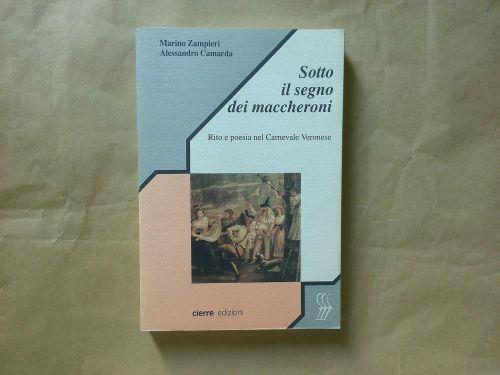 Marino Zampieri
Alessandro Camarda
Sotto
il segno
dei maccheroni
Rito e poesia nel Carnevale Veronese
cierre edizioni